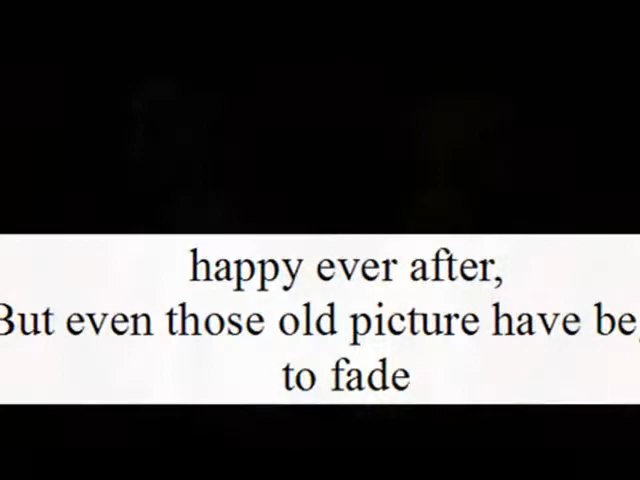 happy ever after,
But even those old picture have be
to fade